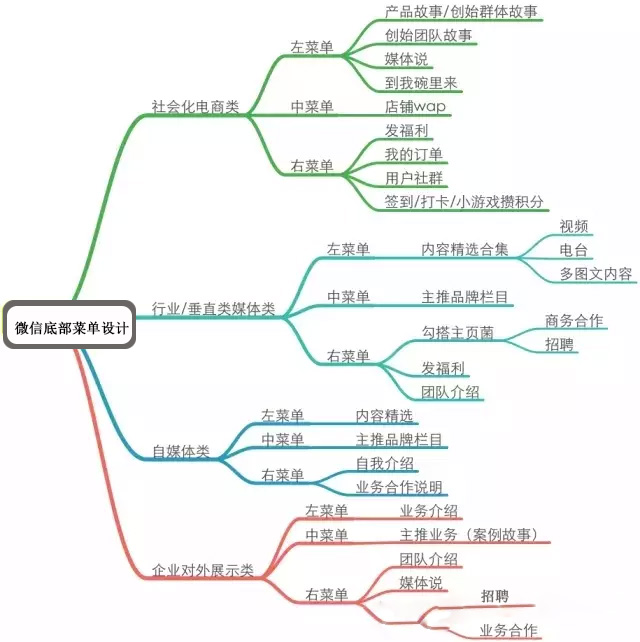 微信底部菜单设计
社会化电商类
左菜单
产品故事/创始群体故事
创始团队故事
媒体说
到我碗里来
中菜单
店铺wap
右菜单
发福利
我的订单
用户社群
签到/打卡/小游戏攒积分
行业/垂直类媒体类
左菜单
内容精选合集
视频
电台
多图文内容
中菜单
主推品牌栏目
右菜单
勾搭主页菌
商务合作
招聘
发福利
团队介绍
自媒体类
左菜单
内容精选
中菜单
主推品牌栏目
右菜单
自我介绍
业务合作说明
企业对外展示类
左菜单
业务介绍
中菜单
主推业务（案例故事）
右菜单
团队介绍
媒体说
招聘
业务合作